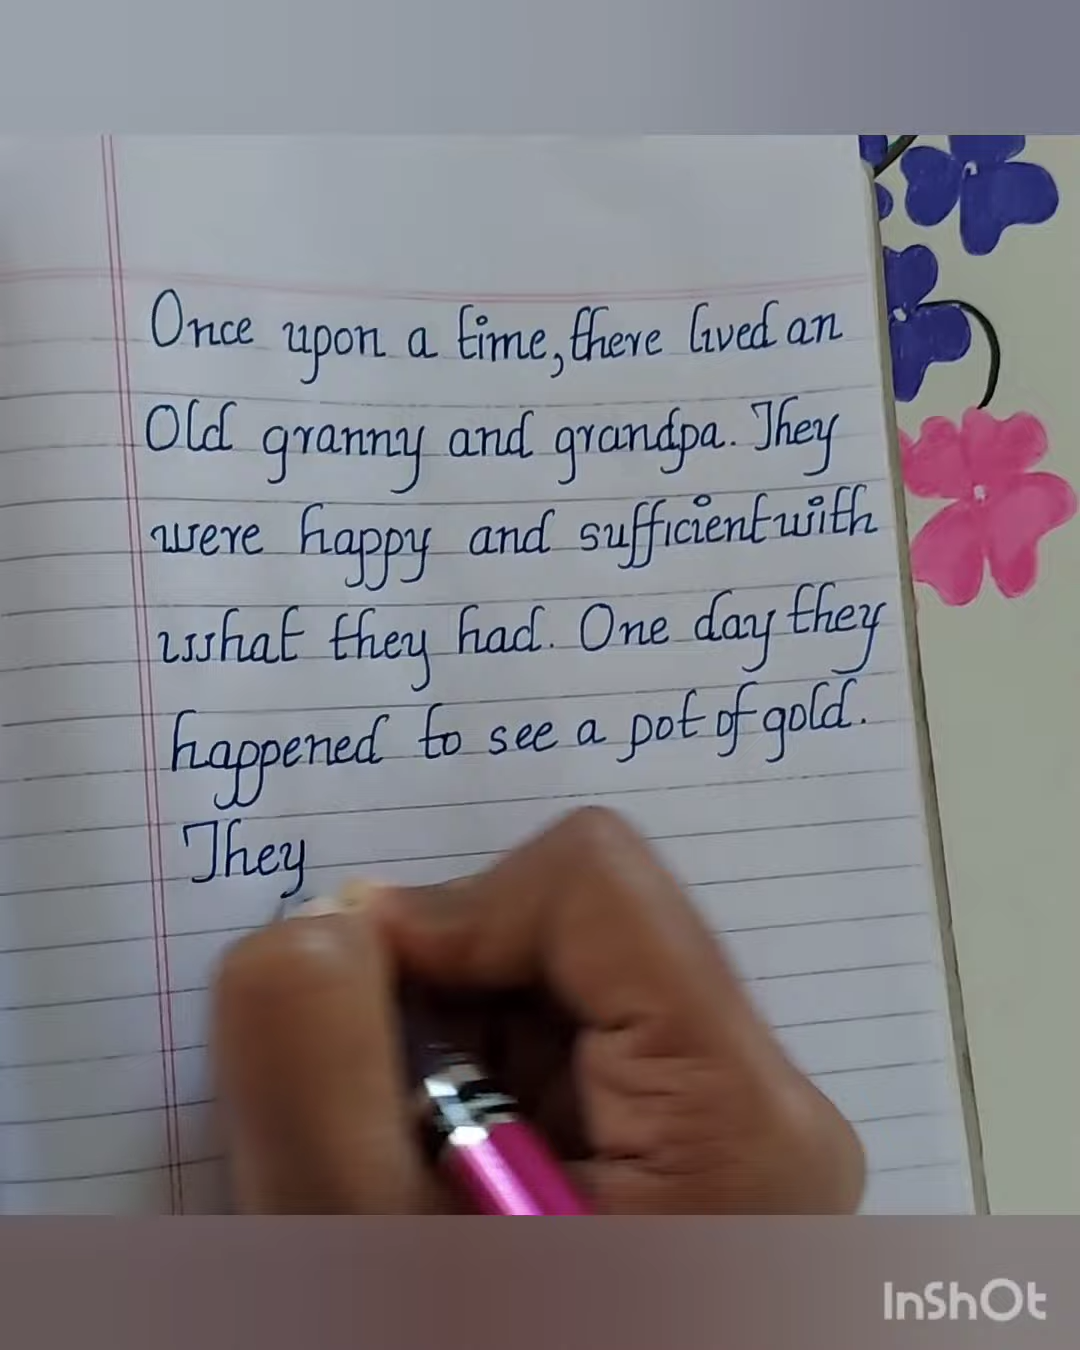 Once upon a time, there lived an
Old granny and grandpa. They
were happy and sufficient with
what they had. One day they
happened to see a pot of gold.
They
InShOt